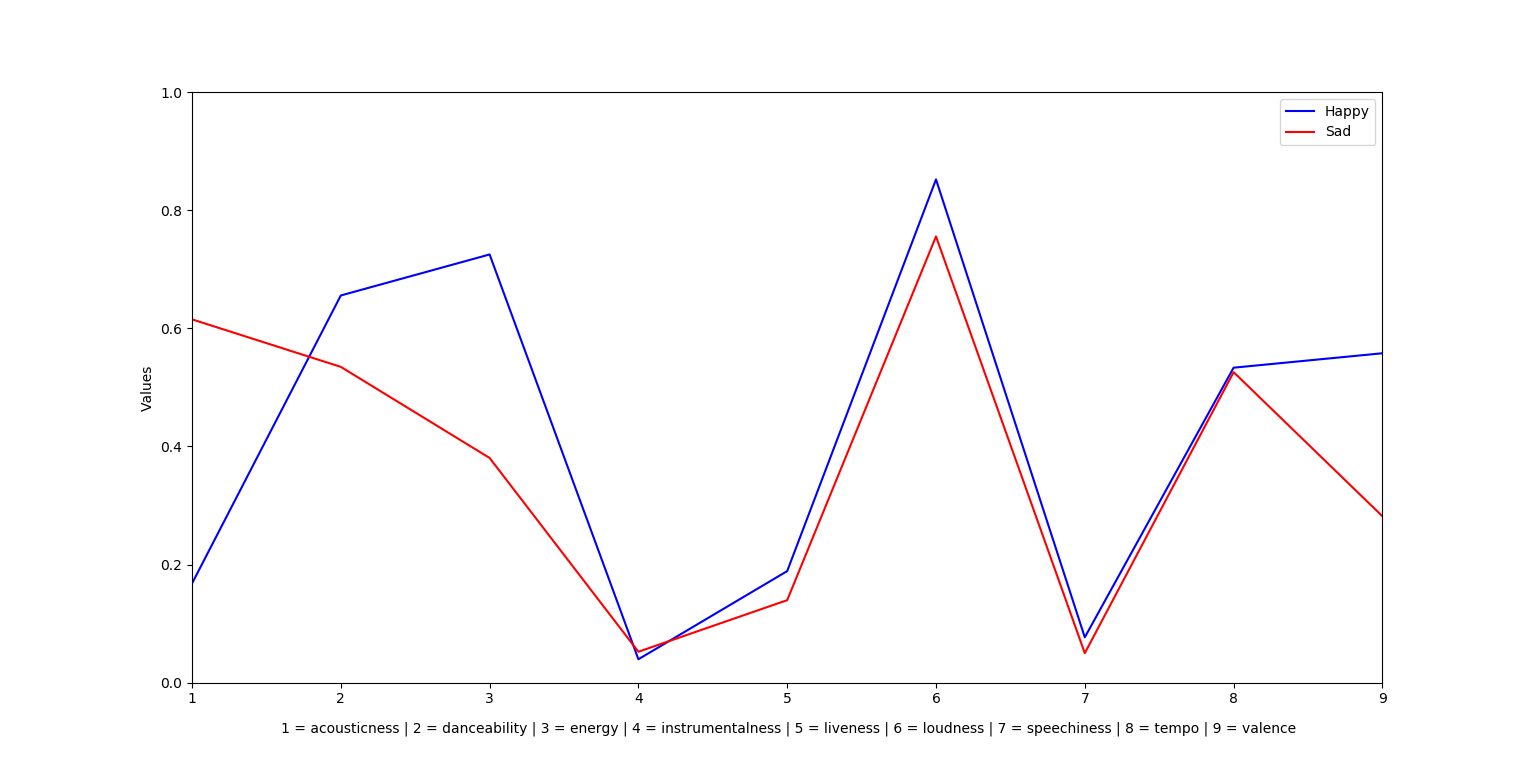 1.0
Happy
Sad
0.8
0.6
Values
0.4
0.2
0.0
1 2 3 4 5 6 7 8 9
1 = acousticness | 2 = danceability | 3 = energy | 4 = instrumentalness | 5 = liveness | 6 = loudness | 7 = speechiness | 8 = tempo | 9 = valence